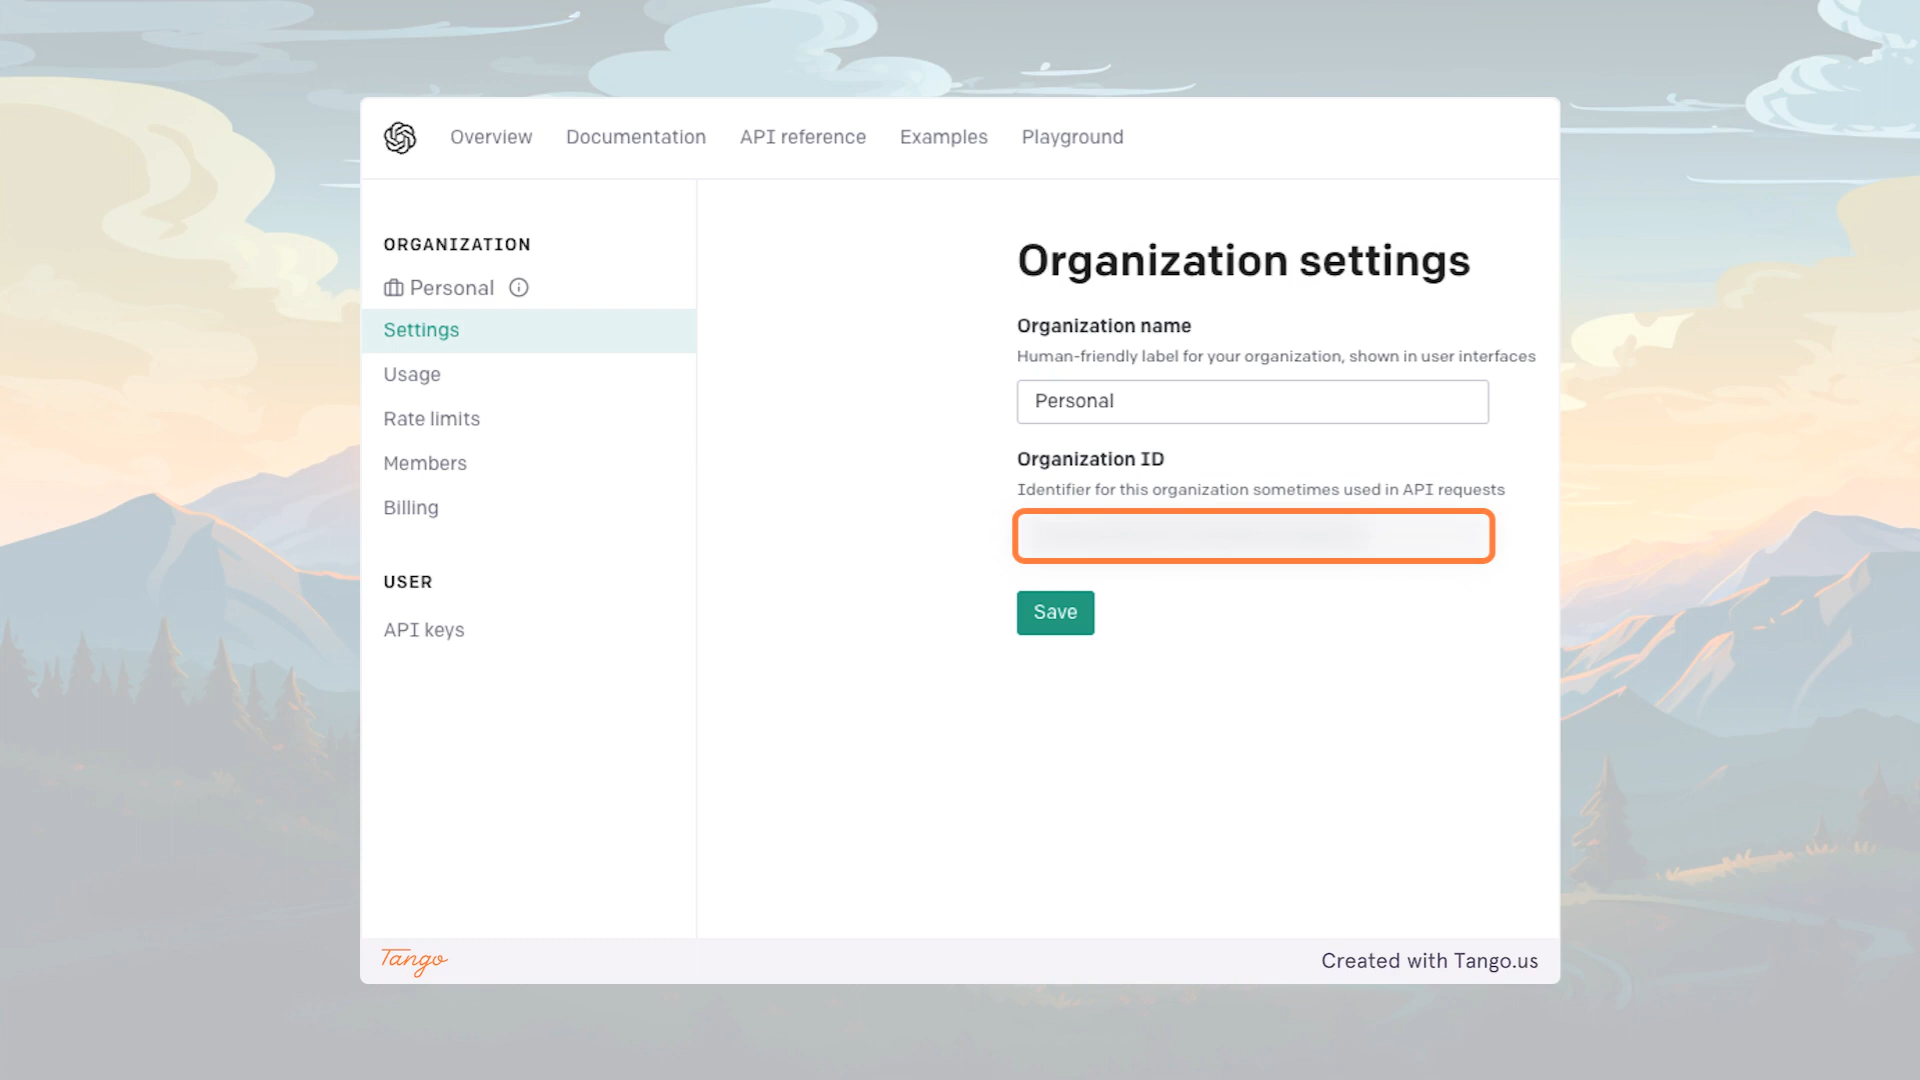 Overview Documentation API reference Examples Playground
ORGANIZATION
Personal
Settings
Usage
Rate limits
Members
Billing
USER
API keys
Organization settings
Organization name
Human-friendly label for your organization, shown in user interfaces
Personal
Organization ID
Identifier for this organization sometimes used in API requests
Save
Tango
Created with Tango.us